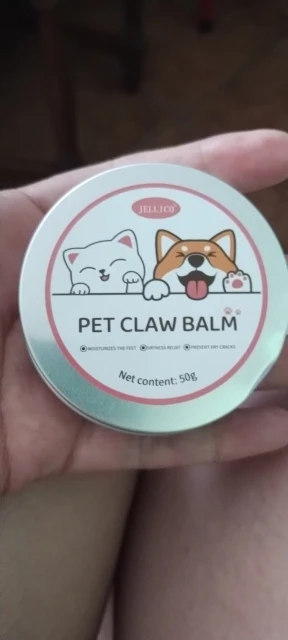 JELLICO
PET CLAW BALM
MOISTURIZES THE FEET DRYNESS RELIEF PREVENT DRY CRACKS
Net content: 50g